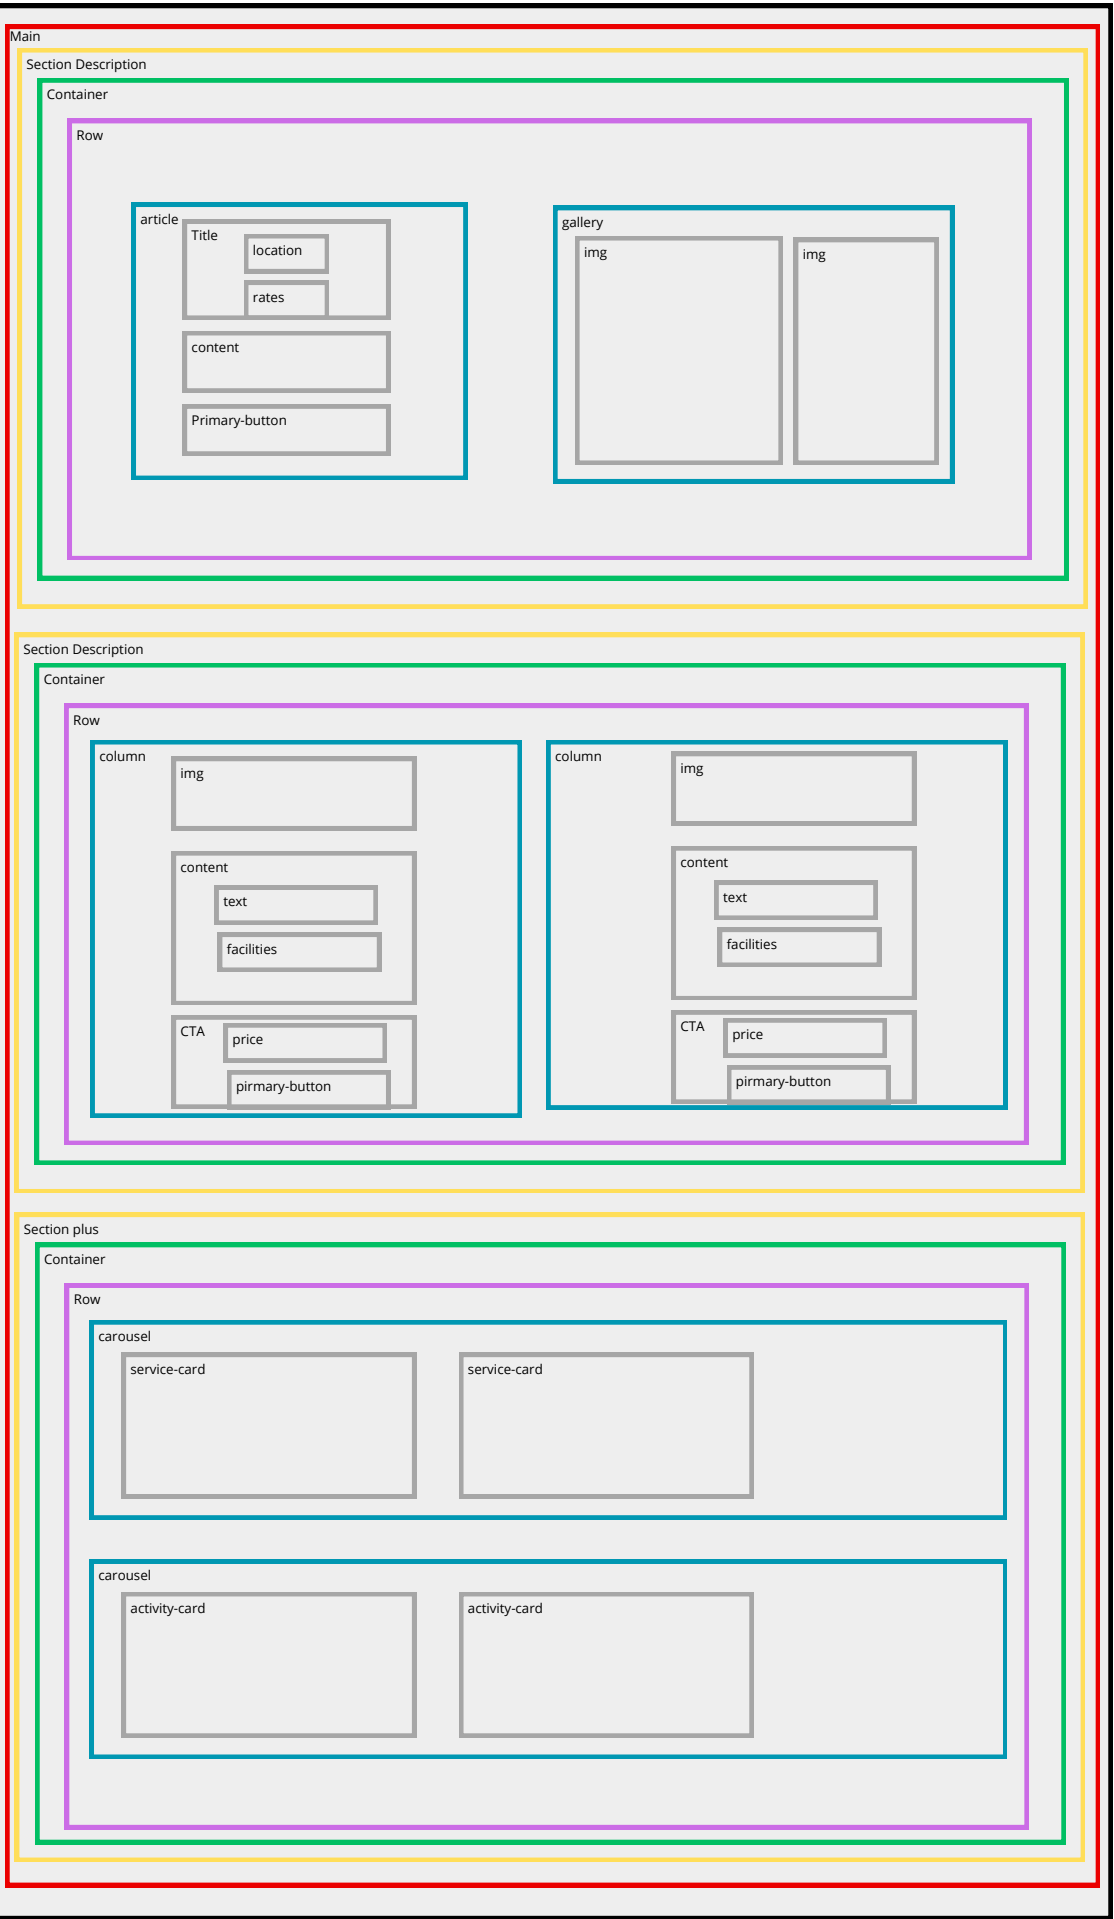 Main
Section Description
Container
Row
article
Title
location
rates
content
Primary-button
gallery
img
img
Section Description
Container
Row
column
img
content
text
facilities
CTA
price
pirmary-button
column
img
content
text
facilities
CTA
price
pirmary-button
Section plus
Container
Row
carousel
service-card
service-card
carousel
activity-card
activity-card